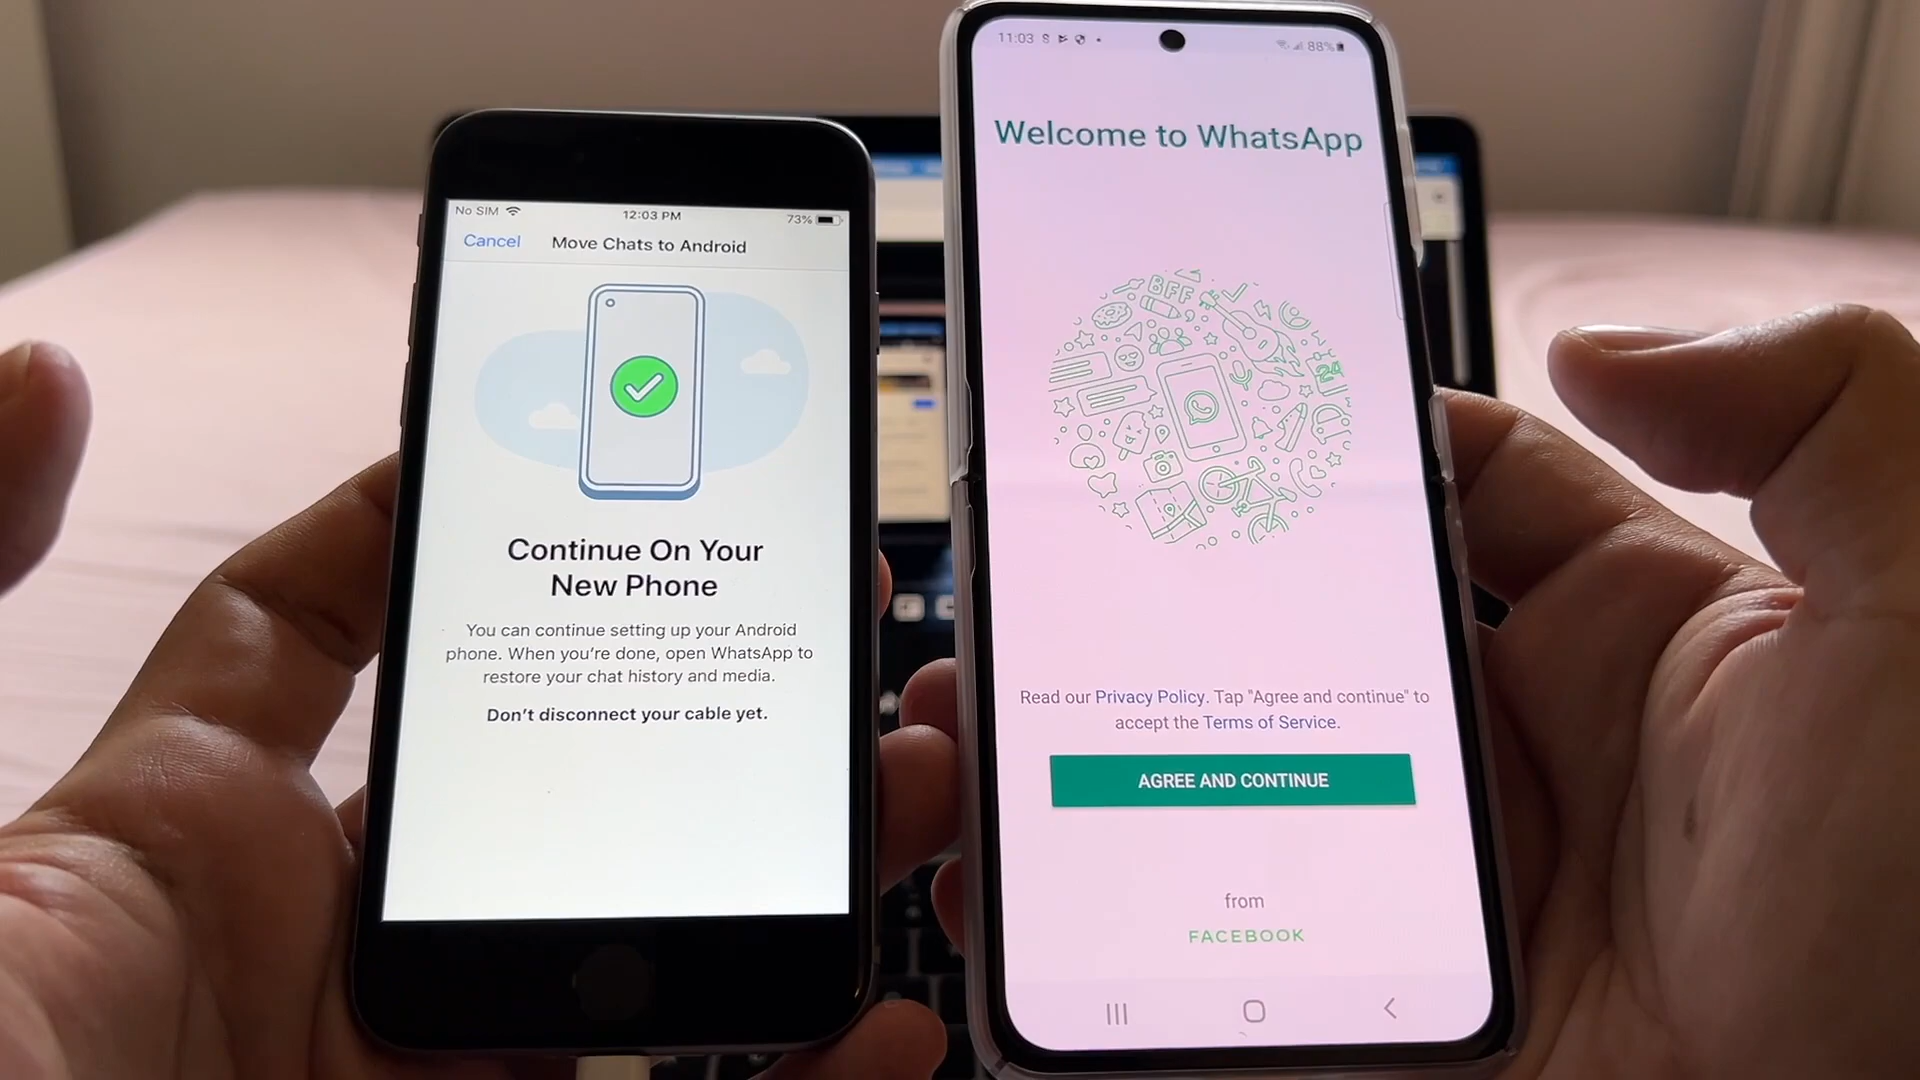 No SIM 12:03 PM 73%
Cancel Move Chats to Android
Continue On Your
New Phone
You can continue setting up your Android
phone. When you're done, open WhatsApp to
restore your chat history and media.
Don't disconnect your cable yet.
11:03 88%
Welcome to WhatsApp
BFF
24
Read our Privacy Policy. Tap "Agree and continue" to
accept the Terms of Service.
AGREE AND CONTINUE
from
FACEBOOK